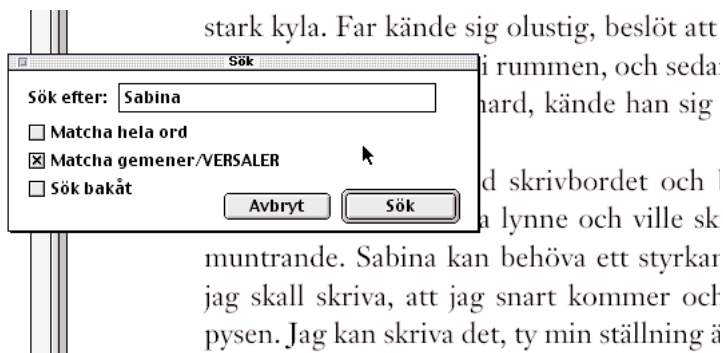 stark kyla. Far kände sig olustig, beslöt att
Sök
i rummen, och sedan
Sök efter: Sabina
hard, kände han sig
Matcha hela ord
Matcha gemener/VERSALER
Sök bakåt
d skrivbordet och
Avbryt Sök
a lynne och ville
muntrande. Sabina kan behöva ett
jag skall skriva, att jag snart kommer och
pysen. Jag kan skriva det, ty min ställning